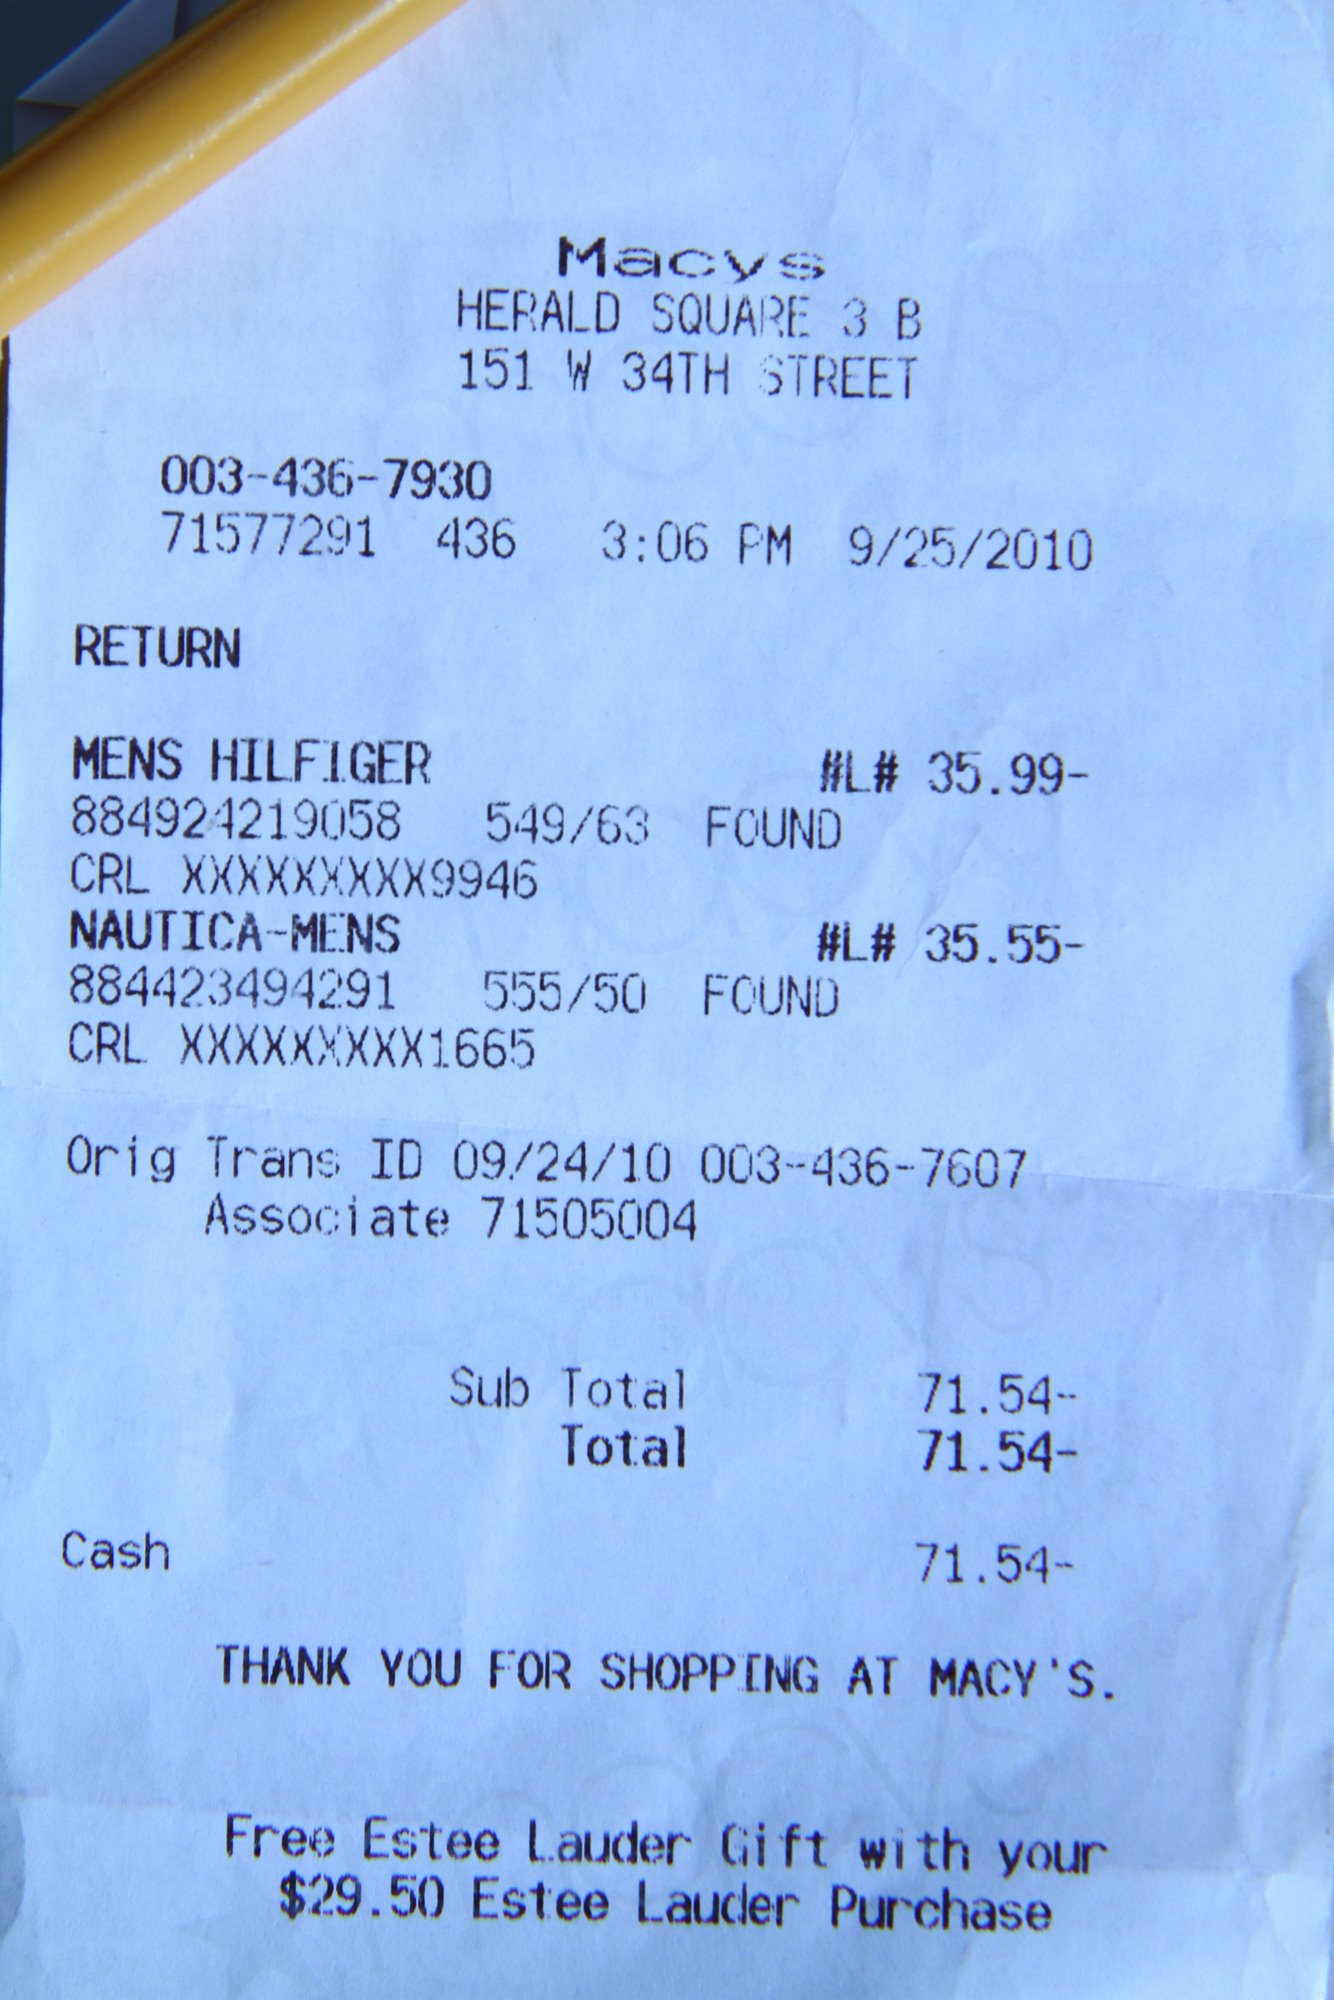 Macys
HERALD SQUARE 3 B
151 W 34TH STREET
003-436-7930
71577291 436 3:06 PM 9/25/2010
RETURN
MENS HILFIGER #L# 35.99-
884924219058 549/63 FOUND
CRL XXXXXXXXX9946
NAUTICA-MENS #L# 35.55-
884423494291 555/50 FOUND
CRL XXXXXXXXX1665
Orig Trans ID 09/24/10 003-436-7607
Associate 71505004
Sub Total 71.54-
Total 71.54-
Cash 71.54-
THANK YOU FOR SHOPPING AT MACY'S.
Free Estee Lauder Gift with your
$29.50 Estee Lauder Purchase